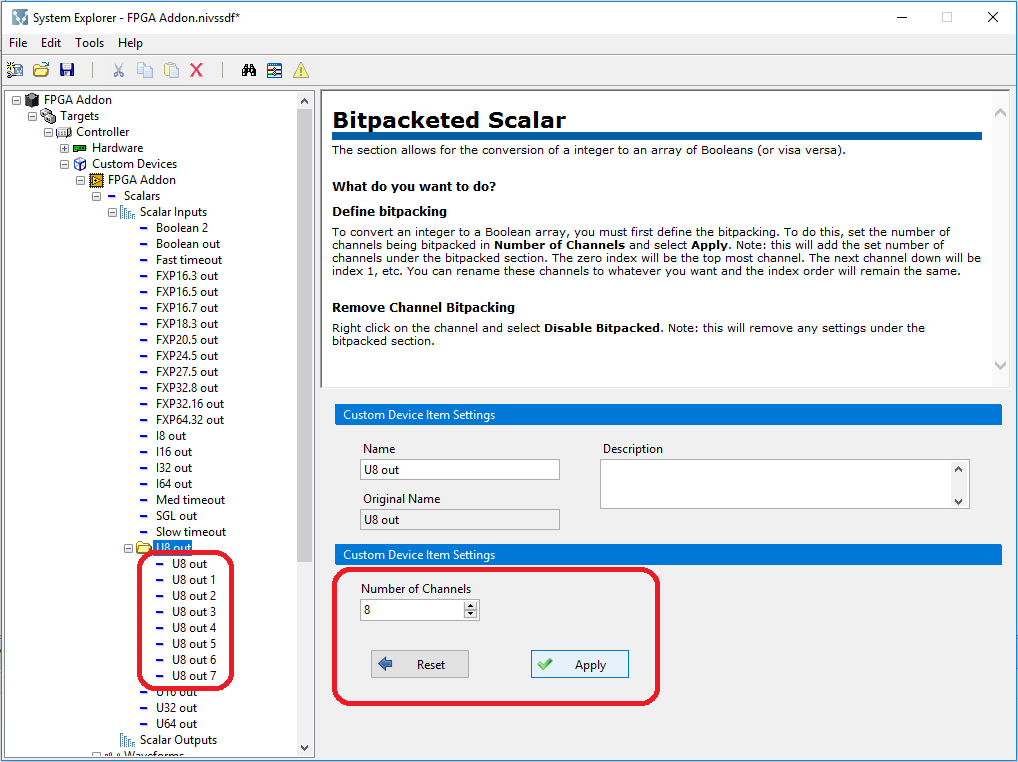 System Explorer - FPGA Addon.nivssdf*
File Edit Tools Help
FPGA Addon
Targets
Controller
Hardware
Custom Devices
FPGA Addon
Scalars
Scalar Inputs
Boolean 2
Boolean out
Fast timeout
FXP16.3 out
FXP16.5 out
FXP16.7 out
FXP18.3 out
FXP20.5 out
FXP24.5 out
FXP27.5 out
FXP32.8 out
FXP32.16 out
FXP64.32 out
I8 out
I16 out
I32 out
I64 out
Med timeout
SGL out
Slow timeout
U8 out
U8 out
U8 out 1
U8 out 2
U8 out 3
U8 out 4
U8 out 5
U8 out 6
U8 out 7
U16 out
U32 out
U64 out
Scalar Outputs
Waveforms
Bitpacketed Scalar
The section allows for the conversion of a integer to an array of Booleans (or visa versa).
What do you want to do?
Define bitpacking
To convert an integer to a Boolean array, you must first define the bitpacking. To do this, set the number of
channels being bitpacked in Number of Channels and select Apply. Note: this will add the set number of
channels under the bitpacked section. The zero index will be the top most channel. The next channel down will be
index 1, etc. You can rename these channels to whatever you want and the index order will remain the same.
Remove Channel Bitpacking
Right click on the channel and select Disable Bitpacked. Note: this will remove any settings under the
bitpacked section.
Custom Device Item Settings
Name Description
U8 out
Original Name
U8 out
Custom Device Item Settings
Number of Channels
8
Reset Apply